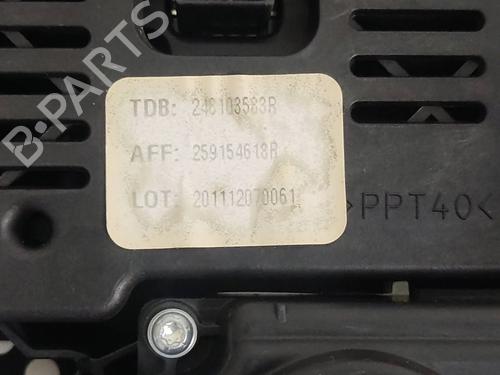 B-PARTS
TDB: 248103583R
AFF: 259154618R
LOT: 201112070061
>PPT40<